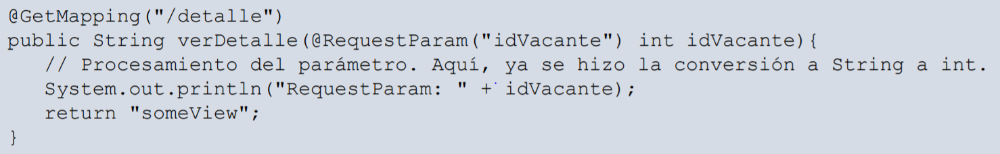 @GetMapping("/detalle")
public String verDetalle(@RequestParam("idVacante") int idVacante){
// Procesamiento del parámetro. Aquí, ya se hizo la conversión a String a int.
System.out.println("RequestParam: " + idVacante);
return "someView";
}